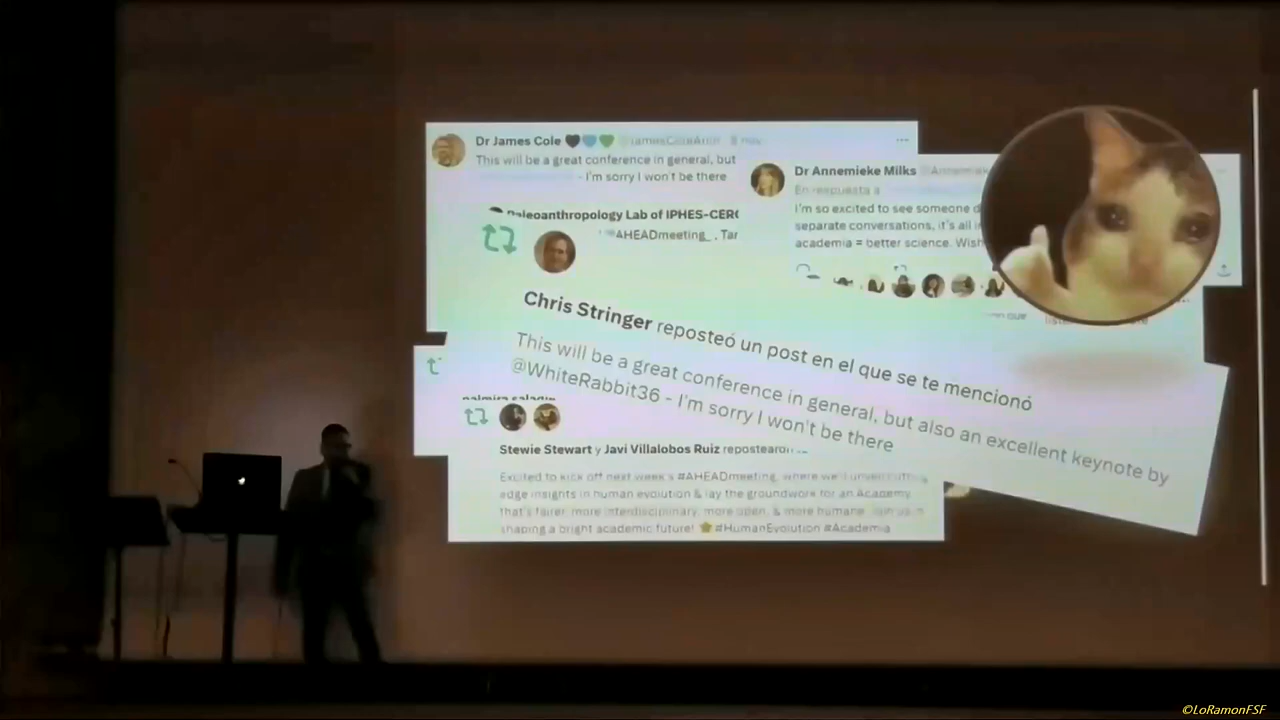 Dr James Cole
8 nov.
This will be a great conference in general, but
- I'm sorry I won't be there
Dr Annemieke Milks @Annemiek
En respuesta a
I'm so excited to see someone d
separate conversations, it's all i
academia = better science. Wish
Paleoanthropology Lab of IPHES-CERC
AHEADmeeting_ , Tar
Chris Stringer reposteó un post en el que se te mencionó
This will be a great conference in general, but also an excellent keynote by
@WhiteRabbit36 - I'm sorry I won't be there
palmira saladie
Stewie Stewart y Javi Villalobos Ruiz repostearon
Excited to kick off next week's #AHEADmeeting, where we'll unveil cutting
edge insights in human evolution & lay the groundwork for an Academy
that's fairer, more interdisciplinary, more open, & more humane. Join us in
shaping a bright academic future! #HumanEvolution #Academia
©LoRamonFSF